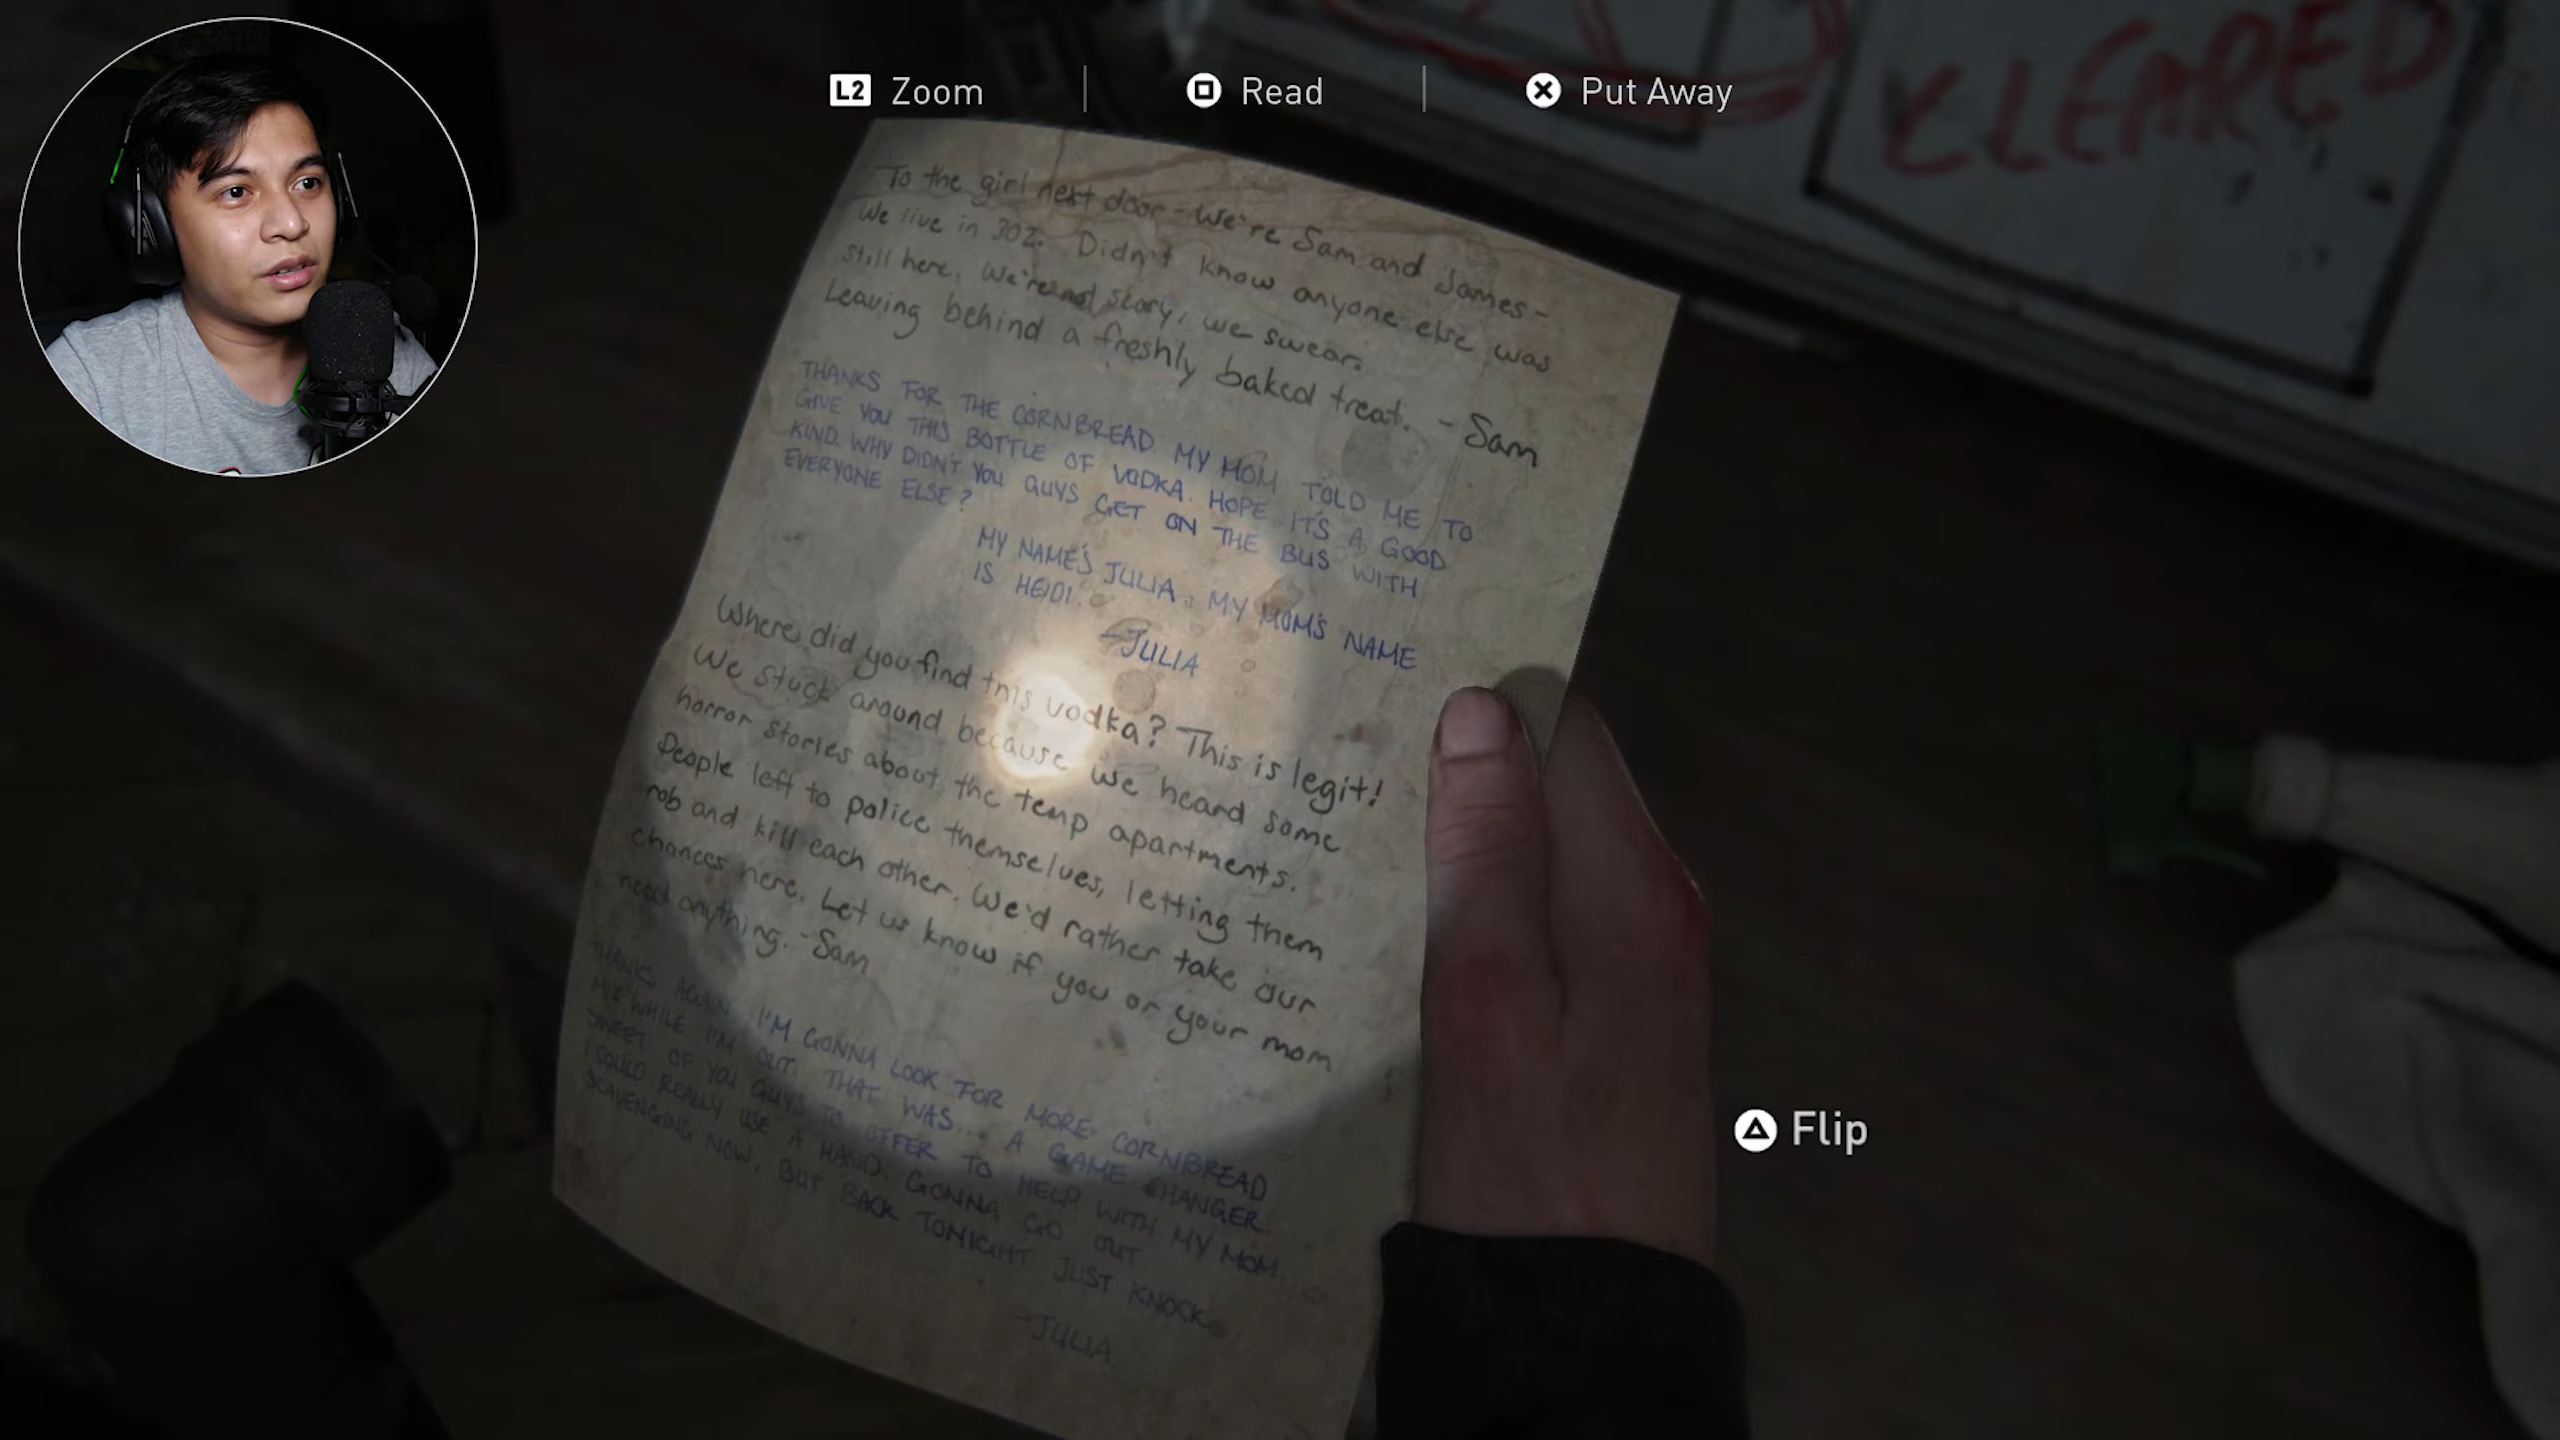 L2 Zoom
Read
Put Away
CLEARED
To the girl next door - We're Sam and James -
We live in 302. Didn't know anyone else was
still here. We're not scary, we swear.
Leaving behind a freshly baked treat. - Sam
THANKS FOR THE CORNBREAD. MY MOM TOLD ME TO
GIVE YOU THIS BOTTLE OF VODKA. HOPE IT'S A GOOD
KIND. WHY DIDN'T YOU GUYS GET ON THE BUS WITH
EVERYONE ELSE?
MY NAME'S JULIA. MY MOM'S NAME
IS HEIDI.
-JULIA
Where did you find this vodka? This is legit!
We stuck around because we heard some
horror stories about the temp apartments.
People left to police themselves, letting them
rob and kill each other. We'd rather take our
chances here. Let us know if you or your mom
need anything. -Sam
THANKS AGAIN. I'M GONNA LOOK FOR MORE CORNBREAD
MIX WHILE I'M OUT. THAT WAS... A GAME CHANGER.
SWEET OF YOU GUYS TO OFFER TO HELP WITH MY MOM.
I COULD REALLY USE A HAND. GONNA GO OUT
SCAVENGING NOW, BUT BACK TONIGHT. JUST KNOCK.
-JULIA
Flip